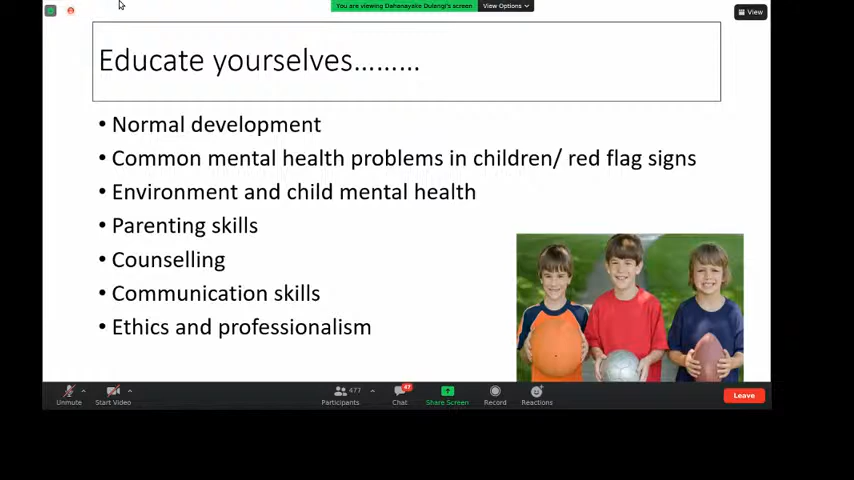 You are viewing Dahanayake Dulangi's screen
View Options
View
Educate yourselves………
• Normal development
• Common mental health problems in children/ red flag signs
• Environment and child mental health
• Parenting skills
• Counselling
• Communication skills
• Ethics and professionalism
477
47
Unmute
Start Video
Participants
Chat
Share Screen
Record
Reactions
Leave